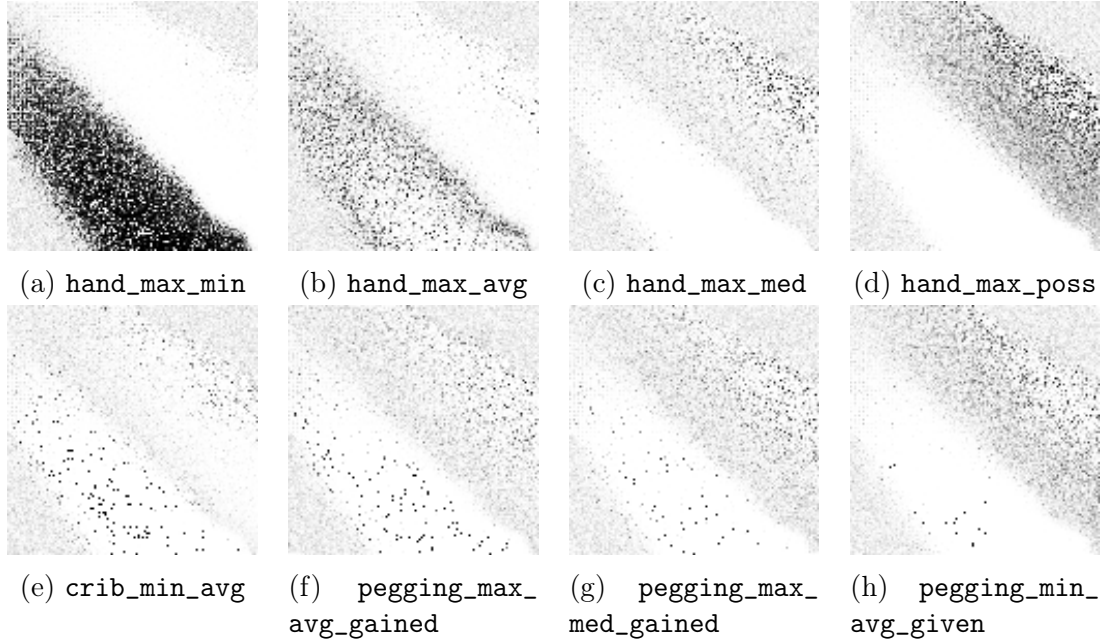 (a) hand_max_min (b) hand_max_avg (c) hand_max_med (d) hand_max_poss
(e) crib_min_avg (f) pegging_max_ (g) pegging_max_ (h) pegging_min_
avg_gained med_gained avg_given